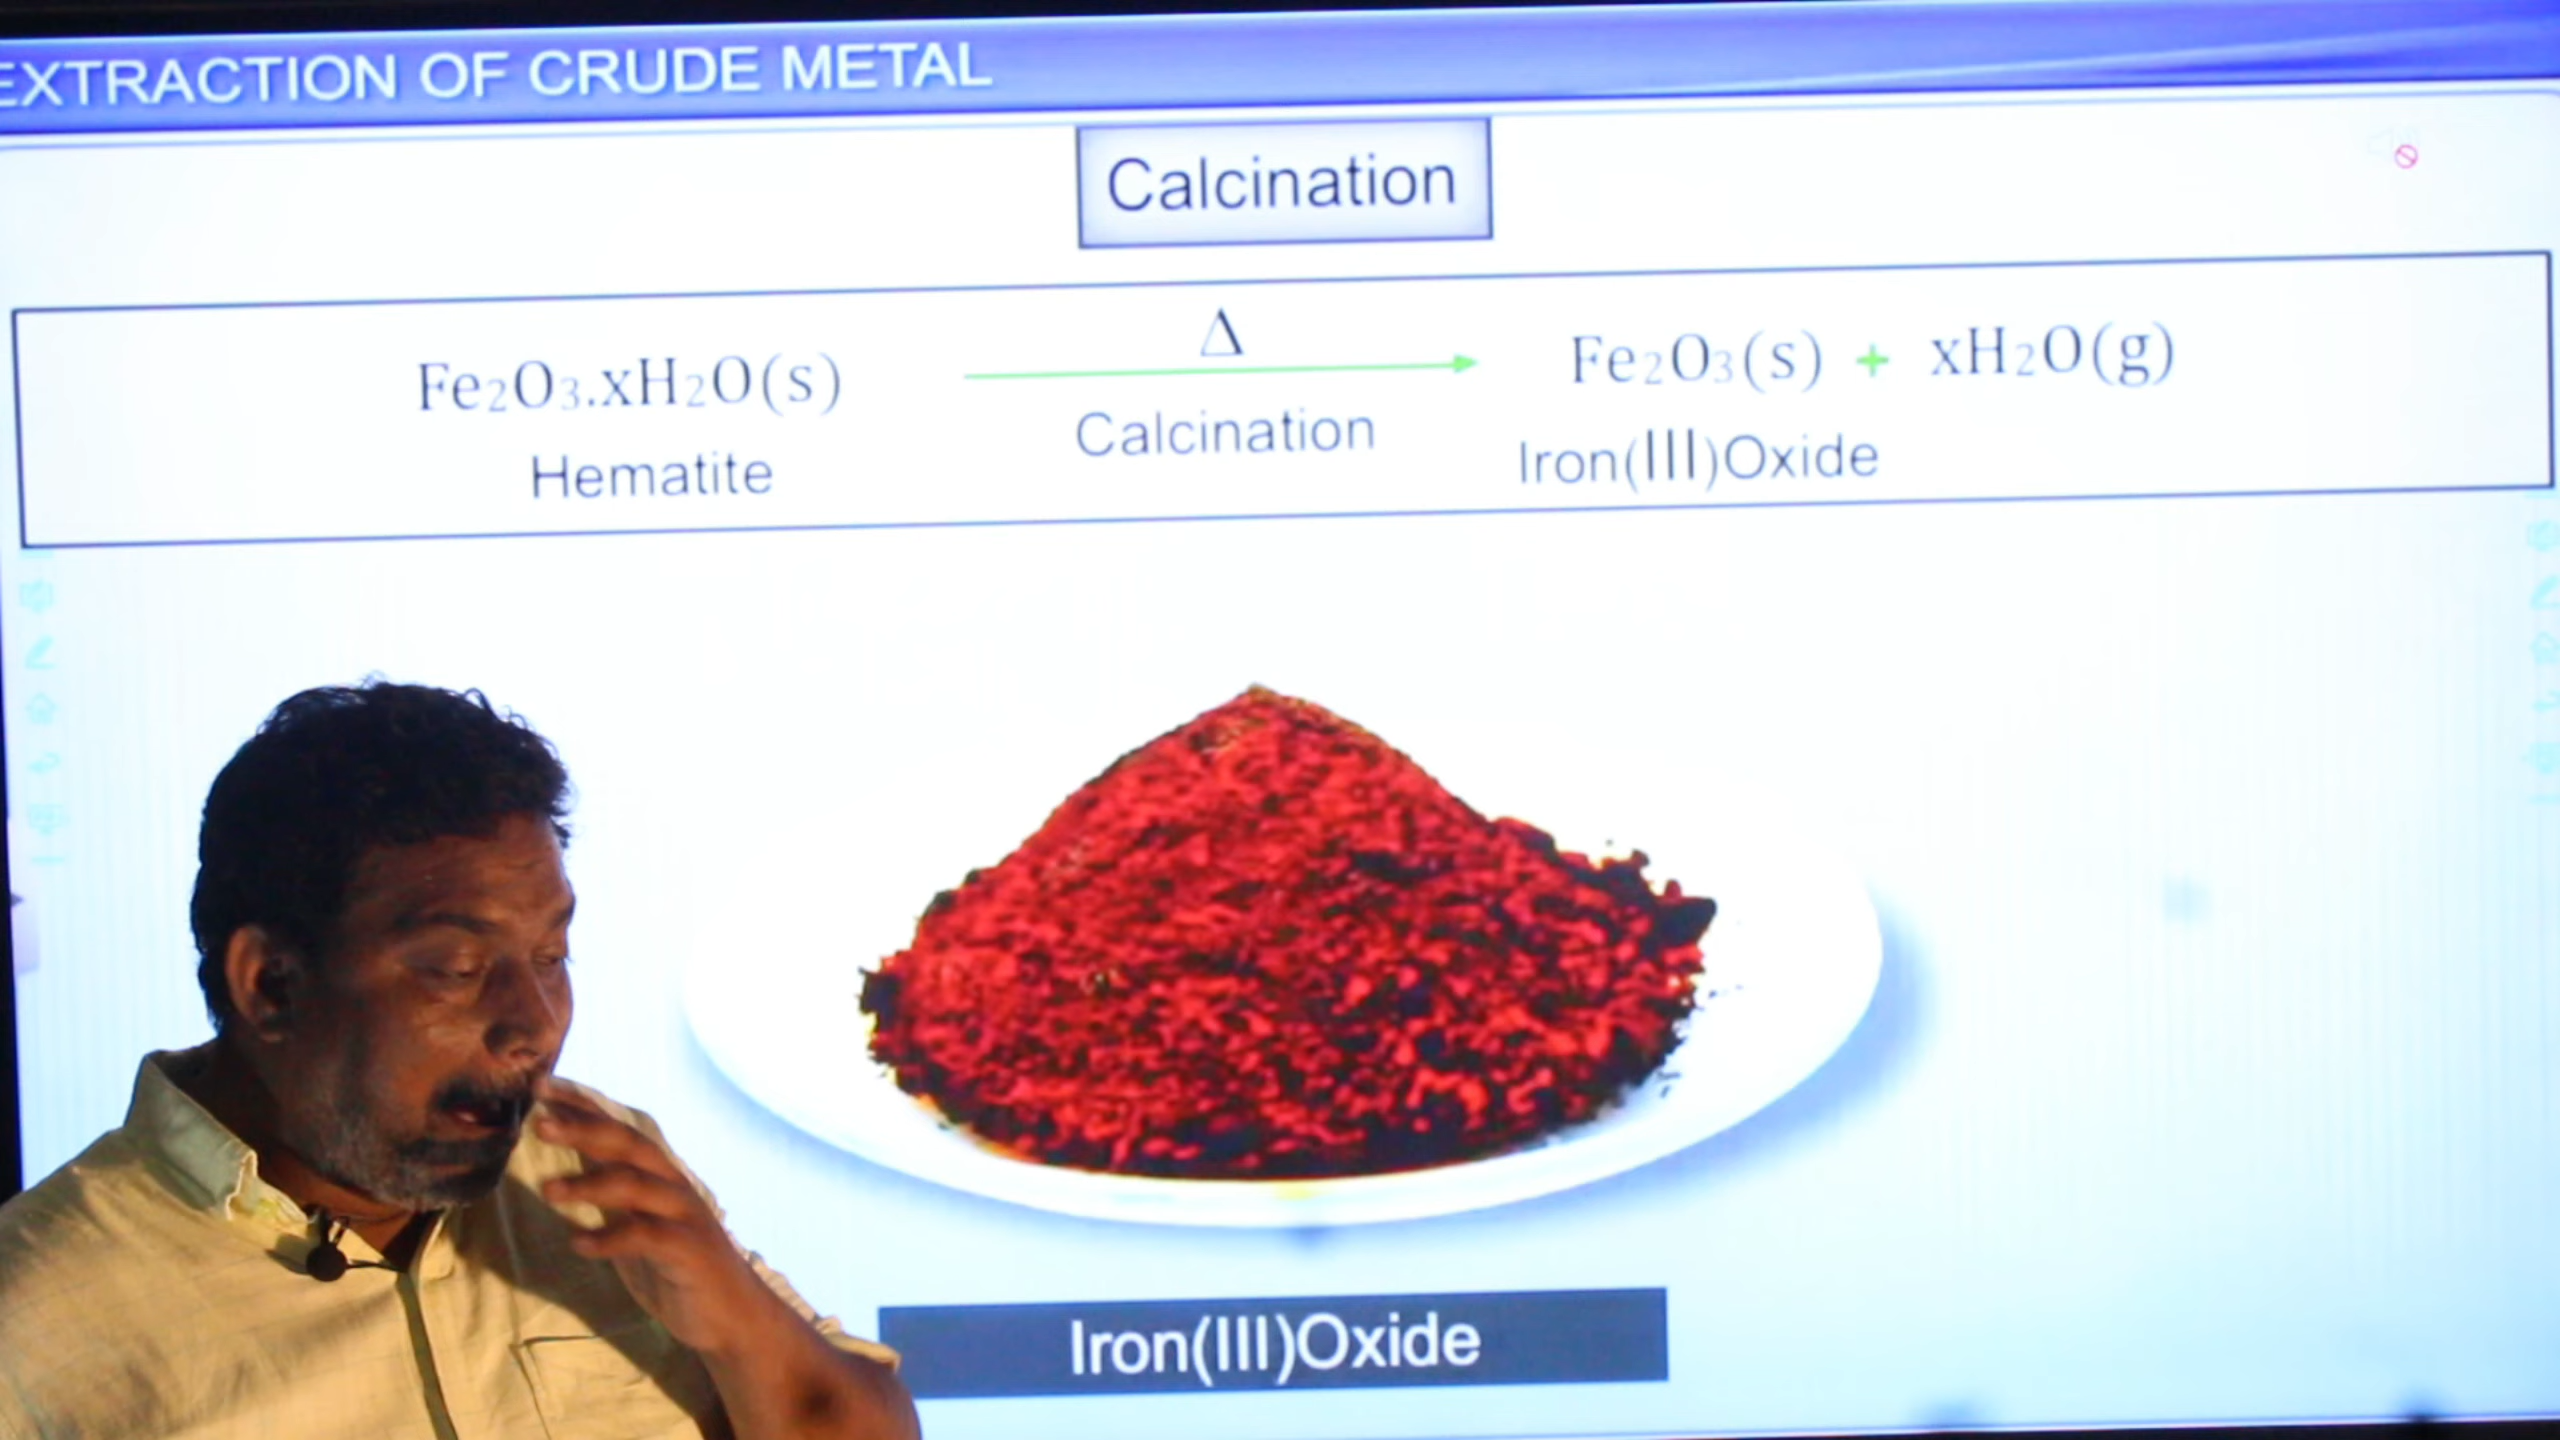 EXTRACTION OF CRUDE METAL
Calcination
Fe₂O₃.xH₂O(s) Δ Fe₂O₃(s) + xH₂O(g)
Hematite Calcination Iron(III)Oxide
Iron(III)Oxide